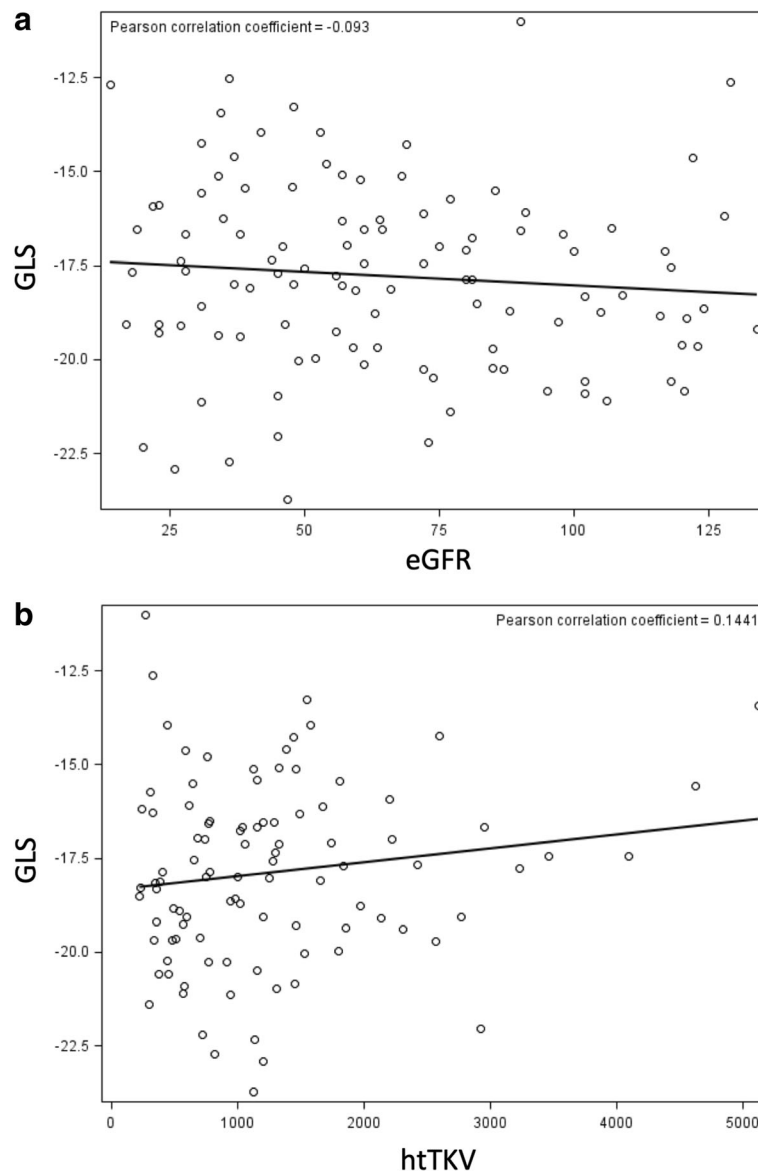 a
Pearson correlation coefficient = -0.093
-12.5
-15.0
-17.5
-20.0
-22.5
GLS
25 50 75 100 125
eGFR
b
Pearson correlation coefficient = 0.1441
-12.5
-15.0
-17.5
-20.0
-22.5
GLS
0 1000 2000 3000 4000 5000
htTKV